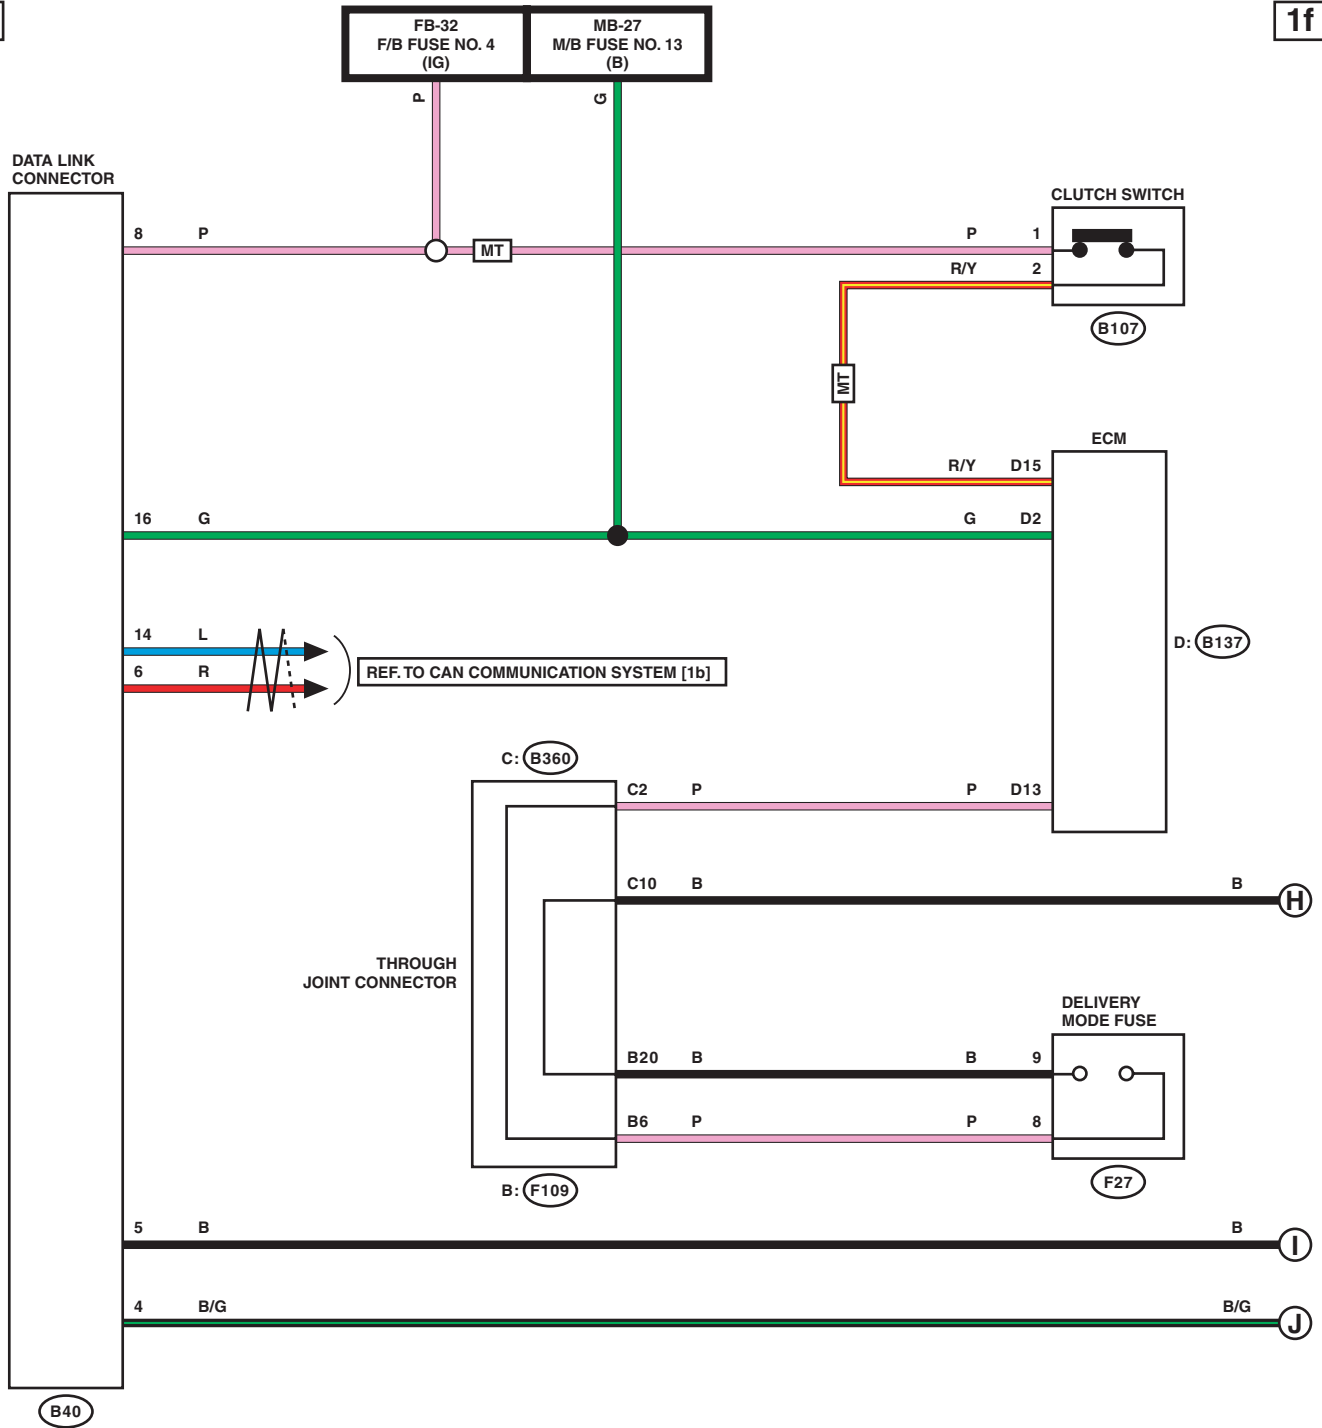 1f
FB-32
F/B FUSE NO. 4
(IG)
MB-27
M/B FUSE NO. 13
(B)
P
G
DATA LINK
CONNECTOR
CLUTCH SWITCH
8 P
MT
P 1
R/Y 2
B107
MT
ECM
R/Y D15
16 G
G D2
14 L
6 R
REF. TO CAN COMMUNICATION SYSTEM [1b]
D: B137
C: B360
C2 P
P D13
C10 B
B
H
THROUGH
JOINT CONNECTOR
DELIVERY
MODE FUSE
B20 B
B 9
B6 P
P 8
B: F109
F27
5 B
B
I
4 B/G
B/G
J
B40